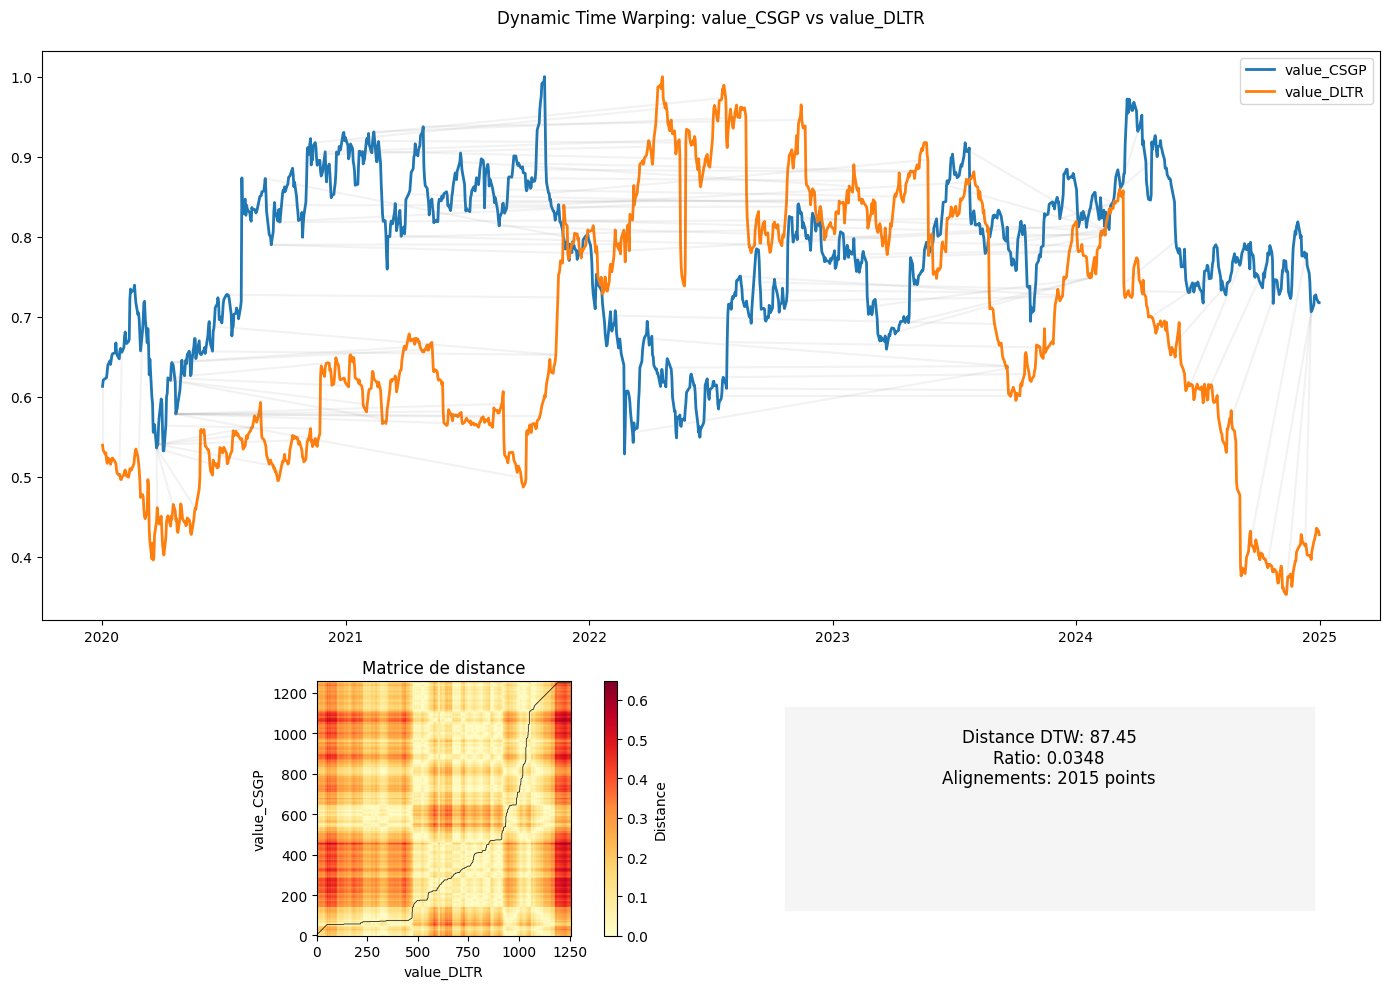 Dynamic Time Warping: value_CSGP vs value_DLTR
1.0
0.9
0.8
0.7
0.6
0.5
0.4
value_CSGP
value_DLTR
2020 2021 2022 2023 2024 2025
Matrice de distance
1200
1000
800
600
400
200
0
value_CSGP
0 250 500 750 1000 1250
value_DLTR
0.6
0.5
0.4
0.3
0.2
0.1
0.0
Distance
Distance DTW: 87.45
Ratio: 0.0348
Alignements: 2015 points